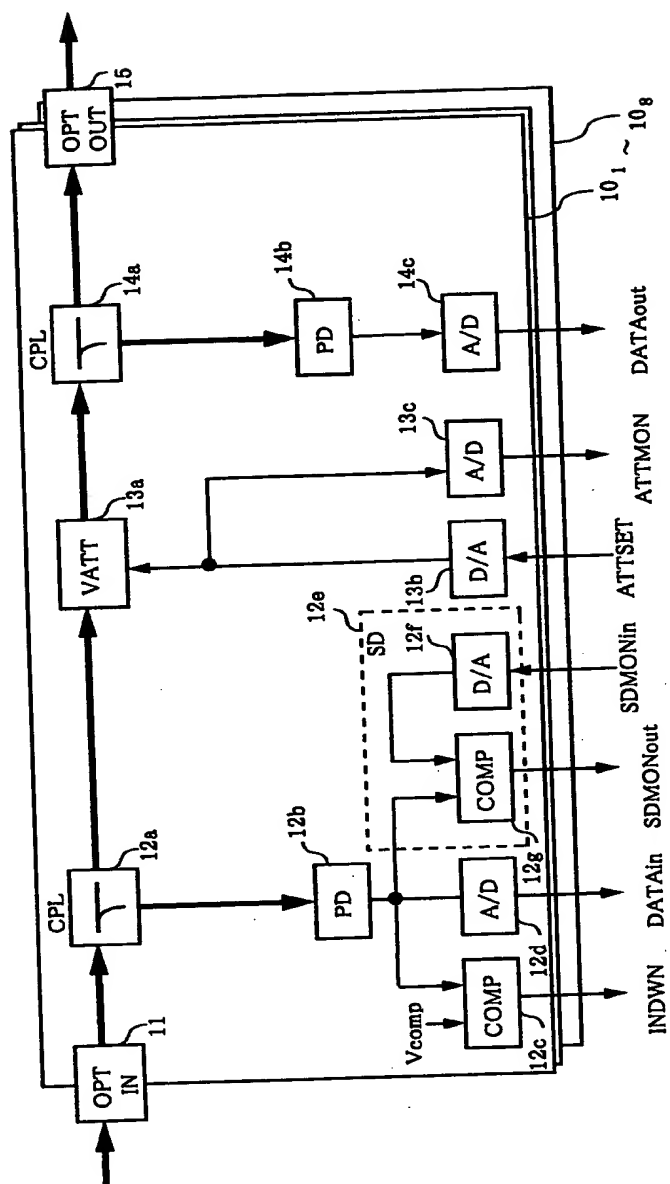 OPT
IN
11
CPL
12a
VATT
13a
CPL
14a
OPT
OUT
15
PD
12b
PD
14b
12e
SD
Vcomp
COMP
12c
A/D
12d
COMP
12g
D/A
12f
D/A
13b
A/D
13c
A/D
14c
10₁ ~ 10₈
INDWN
DATAin
SDMONout
SDMONin
ATTSET
ATTMON
DATAout